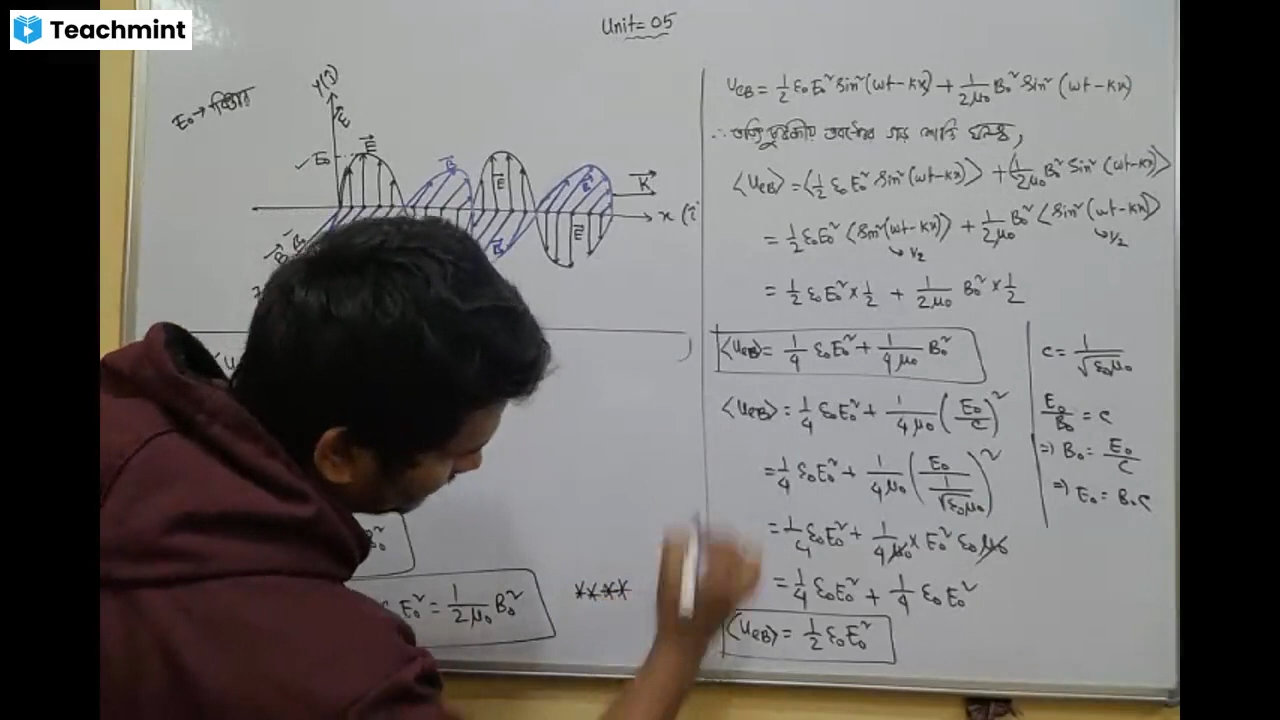 Teachmint
Unit = 05
E₀ →
Y(ĵ)
E
E₀
E⃗
B⃗
E⃗
B⃗
K⃗
x (î
B⃗
E⃗
B₀
E₀² = 1/2μ₀ B₀²
****
U_EB = 1/2 ε₀E₀² sin²(ωt-kx) + 1/2μ₀ B₀² sin² (ωt-kx)
∴ তড়িৎচুম্বকীয় তরঙ্গের গড় শক্তি ঘনত্ব,
⟨U_EB⟩ = ⟨1/2 ε₀E₀² sin²(ωt-kx)⟩ + ⟨1/2μ₀ B₀² sin² (ωt-kx)⟩
= 1/2 ε₀E₀² ⟨sin²(ωt-kx)⟩ + 1/2μ₀ B₀² ⟨sin²(ωt-kx)⟩
↳ 1/2 ↳ 1/2
= 1/2 ε₀E₀² × 1/2 + 1/2μ₀ B₀² × 1/2
⟨U_EB⟩ = 1/4 ε₀E₀² + 1/4μ₀ B₀²
⟨U_EB⟩ = 1/4 ε₀E₀² + 1/4μ₀ (E₀/c)²
= 1/4 ε₀E₀² + 1/4μ₀ (E₀/(1/√ε₀μ₀))²
= 1/4 ε₀E₀² + 1/4μ₀ × E₀² ε₀μ₀
= 1/4 ε₀E₀² + 1/4 ε₀E₀²
⟨U_EB⟩ = 1/2 ε₀E₀²
c = 1/√ε₀μ₀
E₀/B₀ = c
⇒ B₀ = E₀/c
⇒ E₀ = B₀c